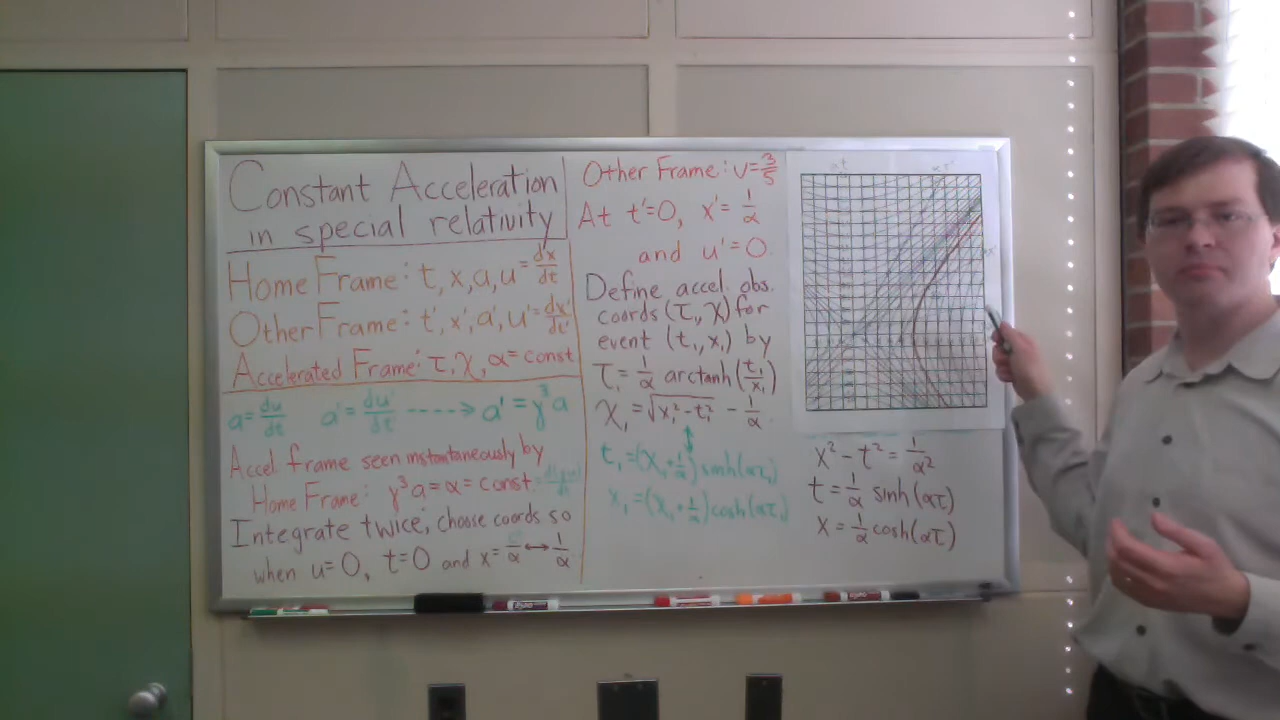 Constant Acceleration
in special relativity
Home Frame: t, x, a, u = dx/dt
Other Frame: t', x', a', u' = dx'/dt'
Accelerated Frame: τ, χ, α = const
a = du/dt a' = du'/dt' ----> a' = γ³a
Accel frame seen instantaneously by
Home Frame: γ³a = α = const
Integrate twice, choose coords so
when u = 0, t = 0 and x = c²/α ↔ 1/α
Other Frame: v = 3/5
At t' = 0, x' = 1/α
and u' = 0.
Define accel. obs.
coords (τ₁, χ) for
event (t₁, x₁) by
τ₁ = 1/α arctanh(t₁/x₁)
χ₁ = √x₁² - t₁² - 1/α
t₁ = (χ₁ + 1/α) sinh(ατ₁)
x₁ = (χ₁ + 1/α) cosh(ατ₁)
x² - t² = 1/α²
t = 1/α sinh(ατ)
x = 1/α cosh(ατ)